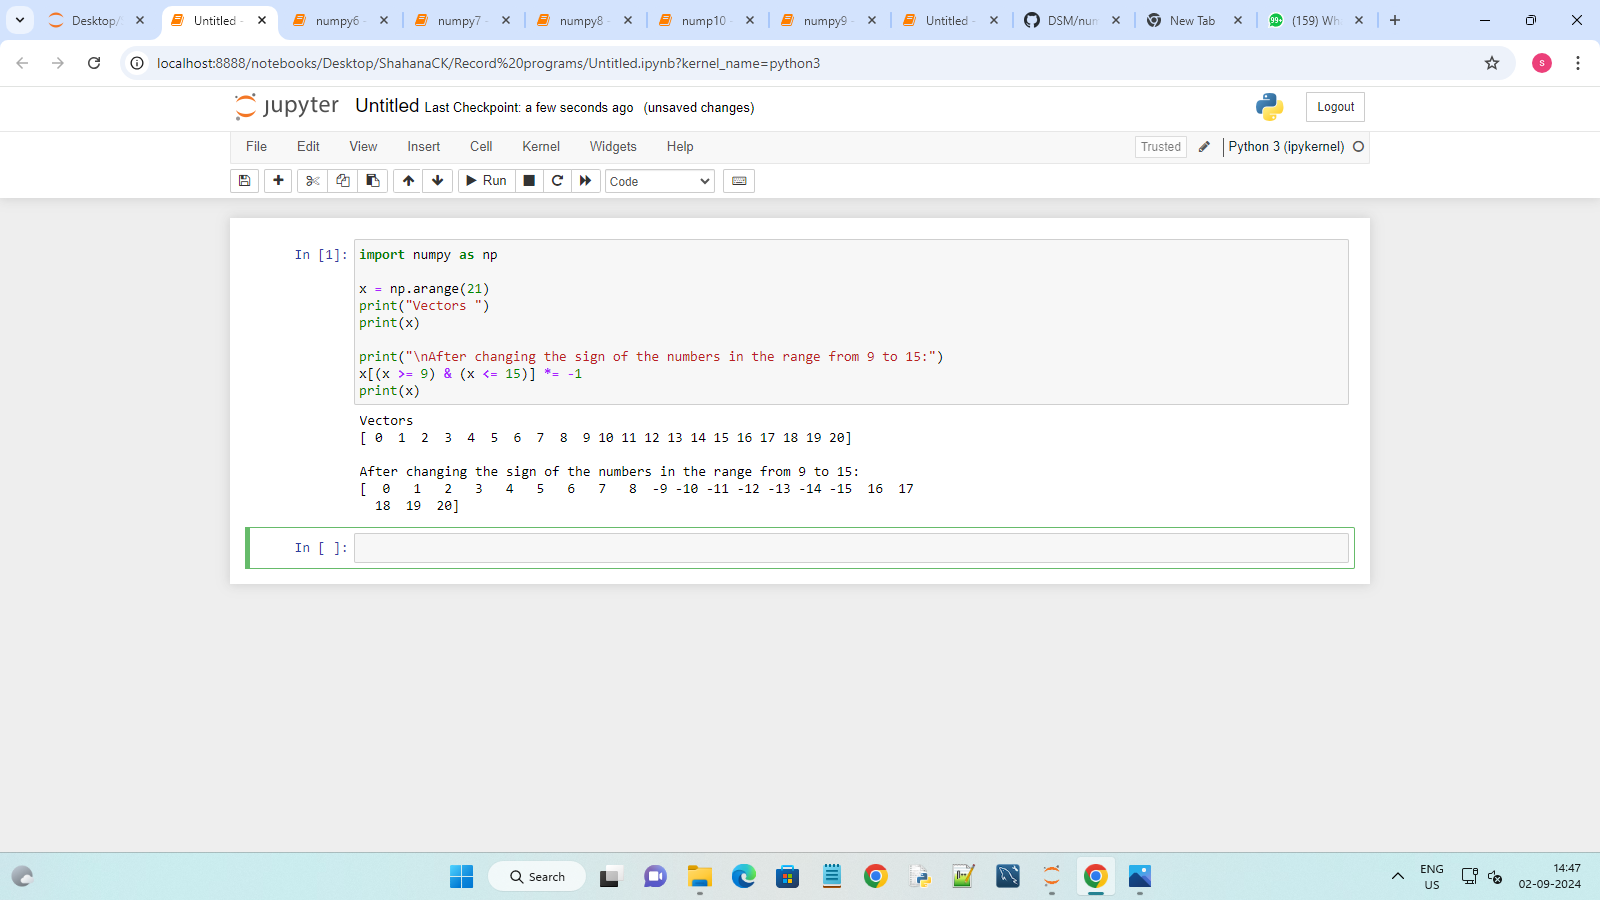 Desktop/
Untitled -
numpy6 -
numpy7 -
numpy8 -
nump10 -
numpy9 -
Untitled -
DSM/num
New Tab
99+ (159) Wh
localhost:8888/notebooks/Desktop/ShahanaCK/Record%20programs/Untitled.ipynb?kernel_name=python3
s
jupyter Untitled Last Checkpoint: a few seconds ago (unsaved changes)
Logout
File Edit View Insert Cell Kernel Widgets Help
Trusted Python 3 (ipykernel)
Run Code
In [1]: import numpy as np
x = np.arange(21)
print("Vectors ")
print(x)
print("\nAfter changing the sign of the numbers in the range from 9 to 15:")
x[(x >= 9) & (x <= 15)] *= -1
print(x)
Vectors
[ 0  1  2  3  4  5  6  7  8  9 10 11 12 13 14 15 16 17 18 19 20]
After changing the sign of the numbers in the range from 9 to 15:
[  0   1   2   3   4   5   6   7   8  -9 -10 -11 -12 -13 -14 -15  16  17
  18  19  20]
In [ ]:
Search
ENG
US
14:47
02-09-2024